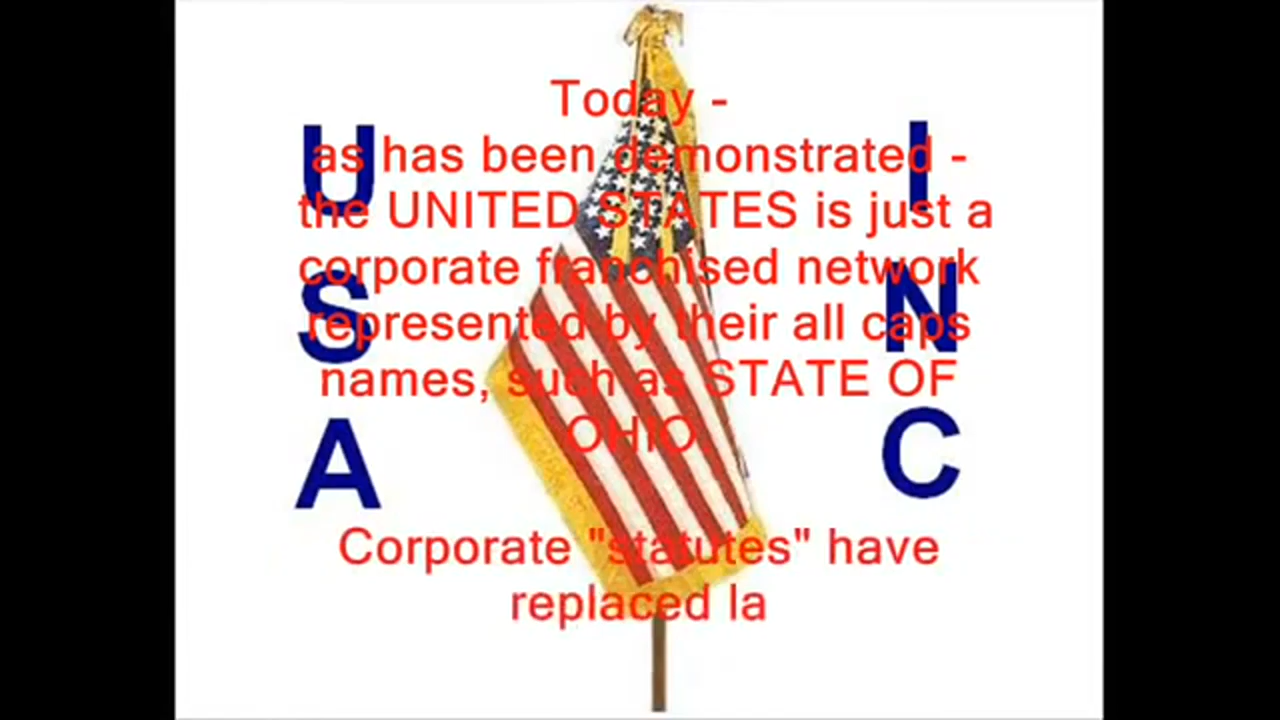 Today -
as has been demonstrated -
the UNITED STATES is just a
corporate franchised network
represented by their all caps
names, such as STATE OF
OHIO.
Corporate "statutes" have
replaced la
U
S
A
I
N
C